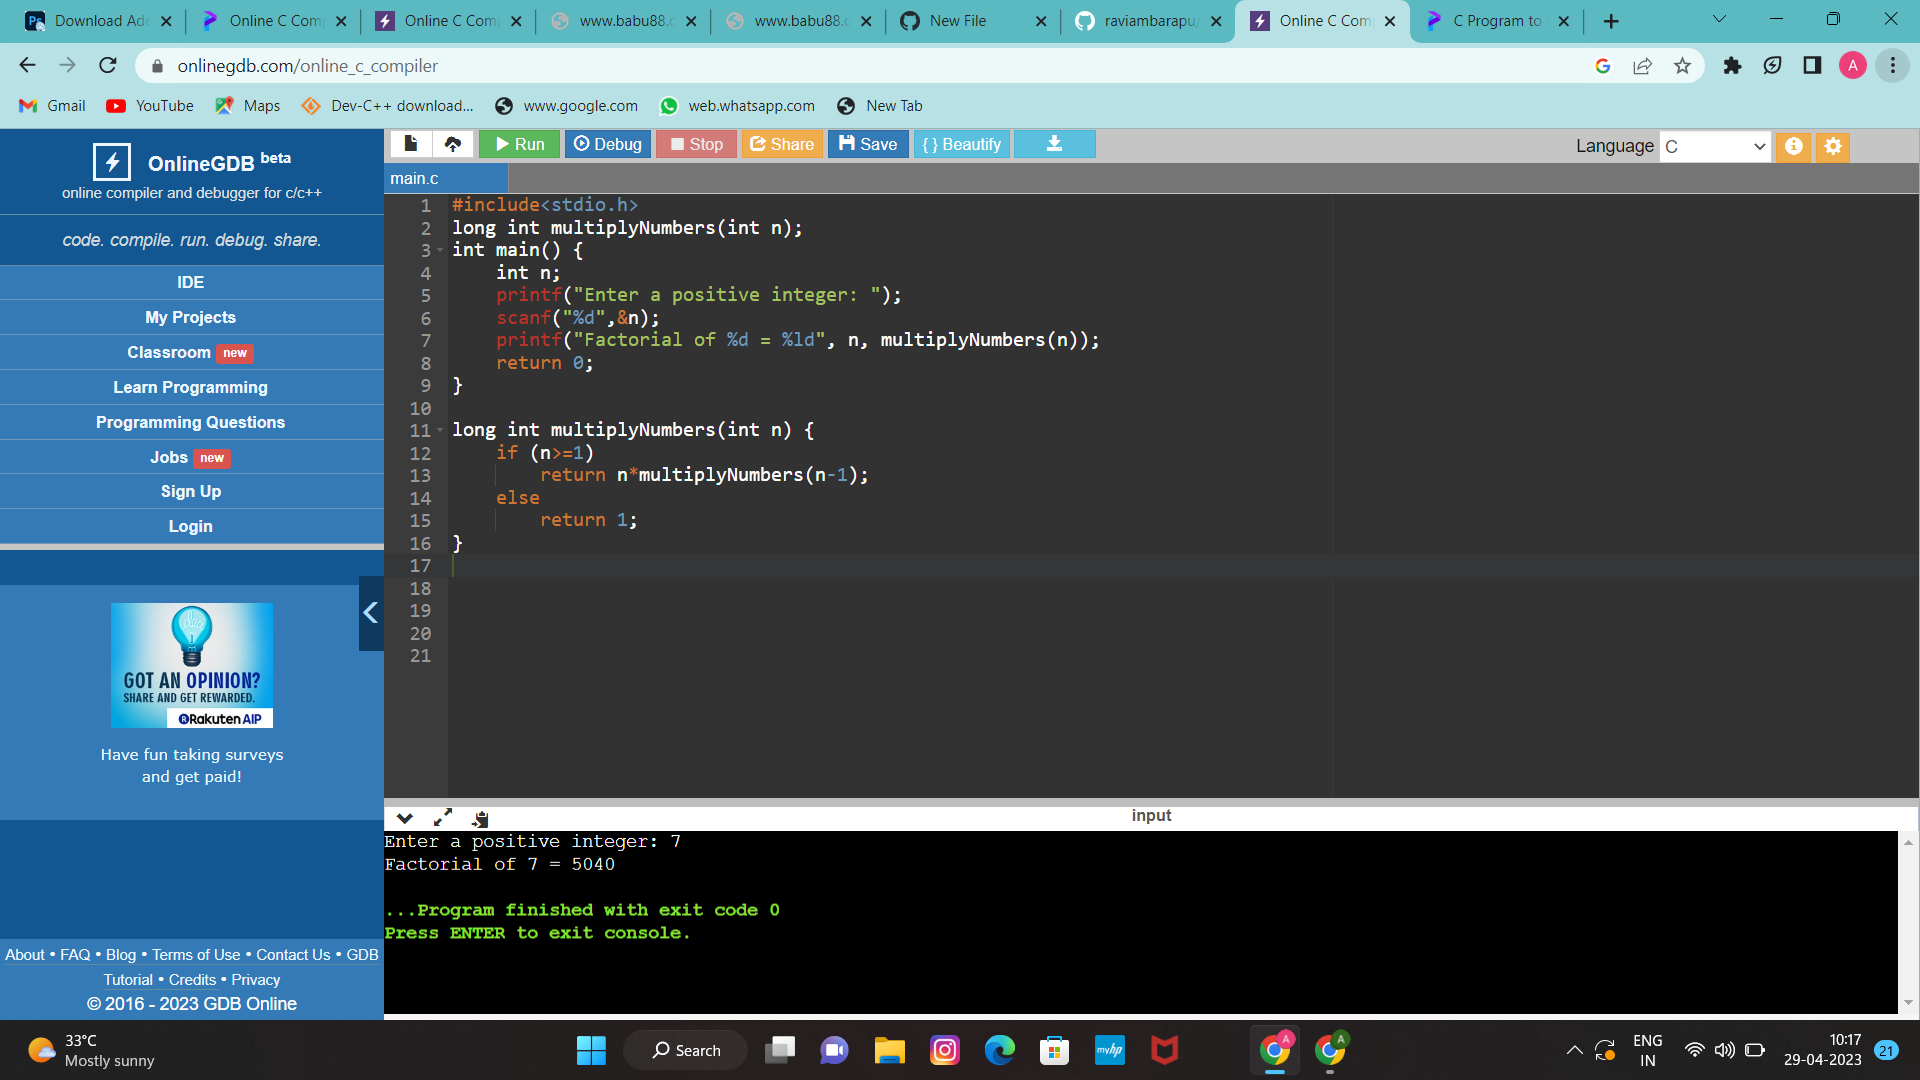 Download Ad
Online C Com
Online C Com
www.babu88.c
www.babu88.c
New File
raviambarapu
Online C Com
C Program to
onlinegdb.com/online_c_compiler
A
Gmail
YouTube
Maps
Dev-C++ download...
www.google.com
web.whatsapp.com
New Tab
OnlineGDB beta
online compiler and debugger for c/c++
code. compile. run. debug. share.
IDE
My Projects
Classroom new
Learn Programming
Programming Questions
Jobs new
Sign Up
Login
GOT AN OPINION?
SHARE AND GET REWARDED.
Rakuten AIP
Have fun taking surveys
and get paid!
About • FAQ • Blog • Terms of Use • Contact Us • GDB
Tutorial • Credits • Privacy
© 2016 - 2023 GDB Online
Run
Debug
Stop
Share
Save
{ } Beautify
Language C
main.c
1 #include<stdio.h>
2 long int multiplyNumbers(int n);
3 int main() {
4     int n;
5     printf("Enter a positive integer: ");
6     scanf("%d",&n);
7     printf("Factorial of %d = %ld", n, multiplyNumbers(n));
8     return 0;
9 }
10
11 long int multiplyNumbers(int n) {
12     if (n>=1)
13         return n*multiplyNumbers(n-1);
14     else
15         return 1;
16 }
17
18
19
20
21
input
Enter a positive integer: 7
Factorial of 7 = 5040
...Program finished with exit code 0
Press ENTER to exit console.
33°C
Mostly sunny
Search
myhp
A
A
ENG
IN
10:17
29-04-2023
21